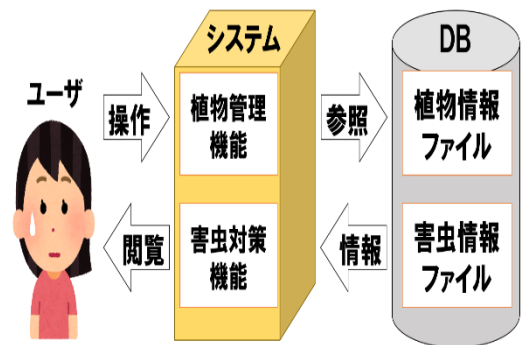 ユーザ
操作
閲覧
システム
植物管理
機能
害虫対策
機能
参照
情報
DB
植物情報
ファイル
害虫情報
ファイル